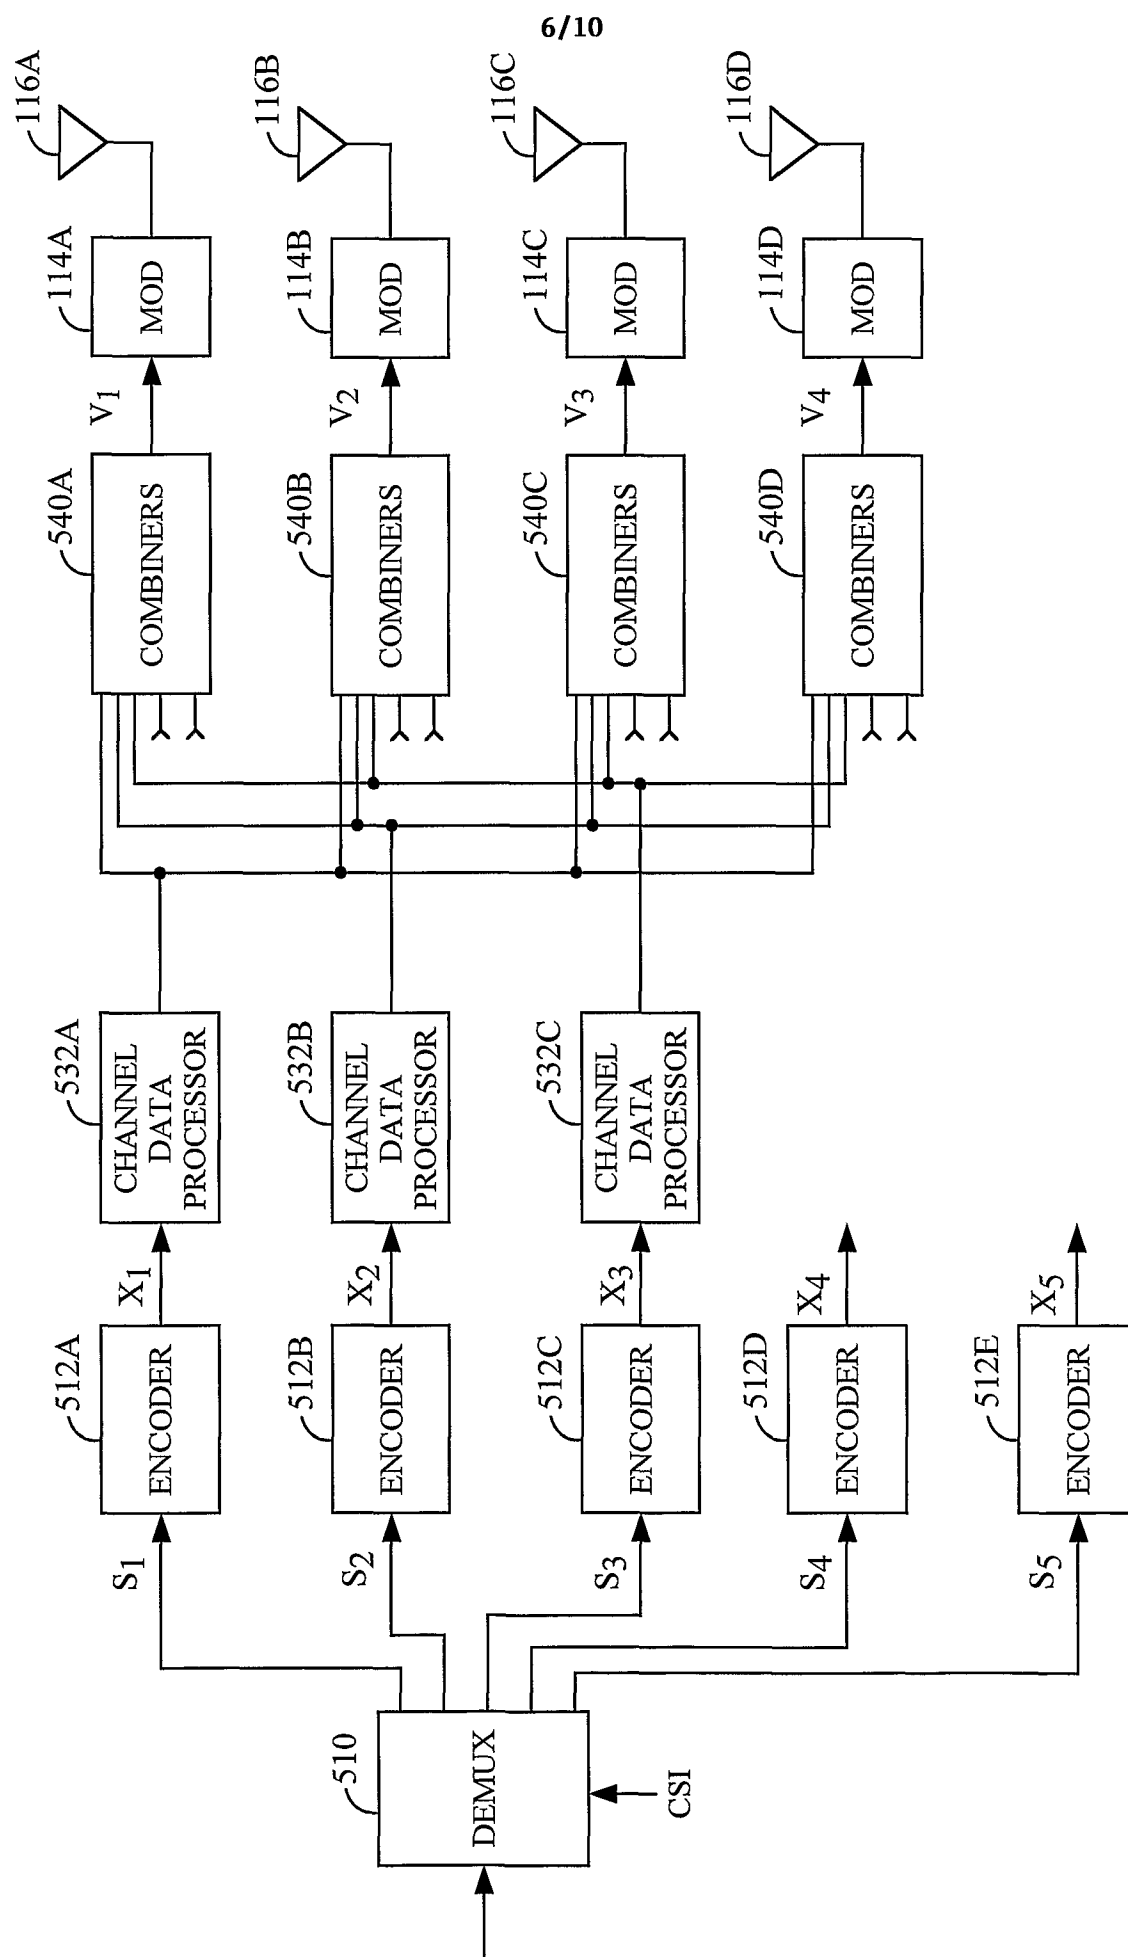 6/10
510
DEMUX
CSI
S1
512A
ENCODER
X1
532A
CHANNEL
DATA
PROCESSOR
540A
COMBINERS
V1
114A
MOD
116A
S2
512B
ENCODER
X2
532B
CHANNEL
DATA
PROCESSOR
540B
COMBINERS
V2
114B
MOD
116B
S3
512C
ENCODER
X3
532C
CHANNEL
DATA
PROCESSOR
540C
COMBINERS
V3
114C
MOD
116C
S4
512D
ENCODER
X4
540D
COMBINERS
V4
114D
MOD
116D
S5
512E
ENCODER
X5